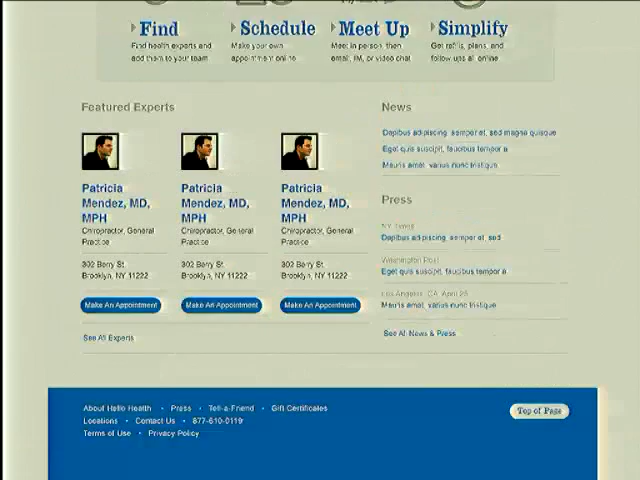 Find
Find health experts and
add them to your team
Schedule
Make your own
appointment online
Meet Up
Meet in person, then
email, IM, or video chat
Simplify
Get refills, plans, and
follow ups all online
Featured Experts
Patricia
Mendez, MD,
MPH
Chiropractor, General
Practice
302 Berry St.
Brooklyn, NY 11222
Make An Appointment
Patricia
Mendez, MD,
MPH
Chiropractor, General
Practice
302 Berry St.
Brooklyn, NY 11222
Make An Appointment
Patricia
Mendez, MD,
MPH
Chiropractor, General
Practice
302 Berry St.
Brooklyn, NY 11222
Make An Appointment
See All Experts
News
Dapibus adipiscing, semper et, sed magna quisque
Eget quis suscipit, faucibus tempor a
Mauris amet, varius nunc tristique
Press
NY Times
Dapibus adipiscing, semper et, sed
Washington Post
Eget quis suscipit, faucibus tempor a
Los Angeles, CA, April 25
Mauris amet, varius nunc tristique
See All News & Press
About Hello Health • Press • Tell-a-Friend • Gift Certificates
Locations • Contact Us • 877-610-0119
Terms of Use • Privacy Policy
Top of Page